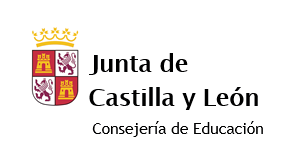 Junta de
Castilla y León
Consejería de Educación